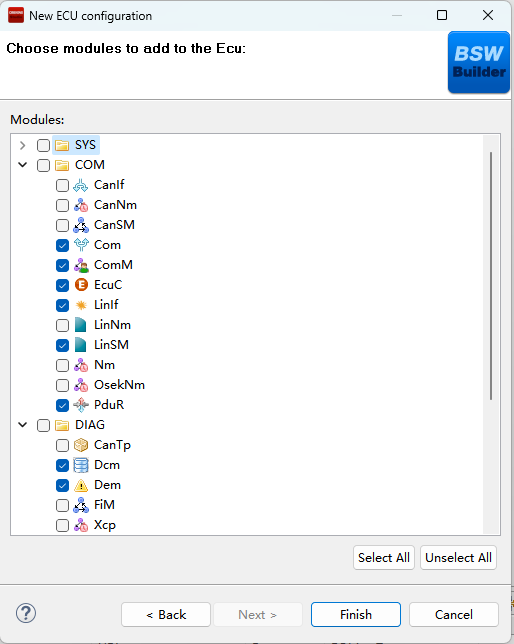 New ECU configuration
Choose modules to add to the Ecu:
BSW
Builder
Modules:
SYS
COM
CanIf
CanNm
CanSM
Com
ComM
E EcuC
LinIf
LinNm
LinSM
Nm
OsekNm
PduR
DIAG
CanTp
Dcm
Dem
FiM
Xcp
Select All Unselect All
? < Back Next > Finish Cancel